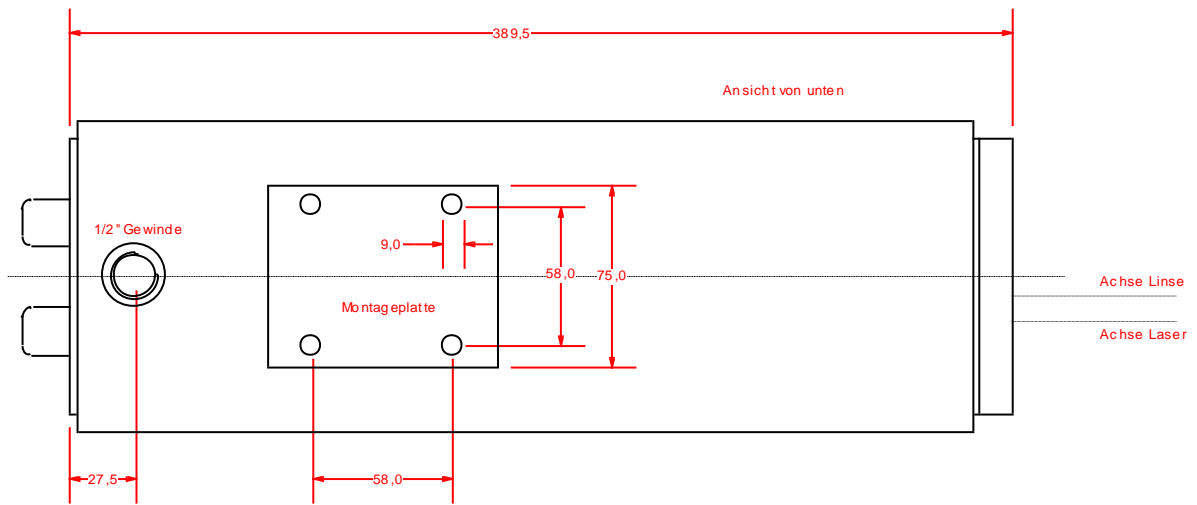 389,5
Ansicht von unten
1/2" Gewinde
9,0
58,0
75,0
Achse Linse
Montageplatte
Achse Laser
27,5
58,0